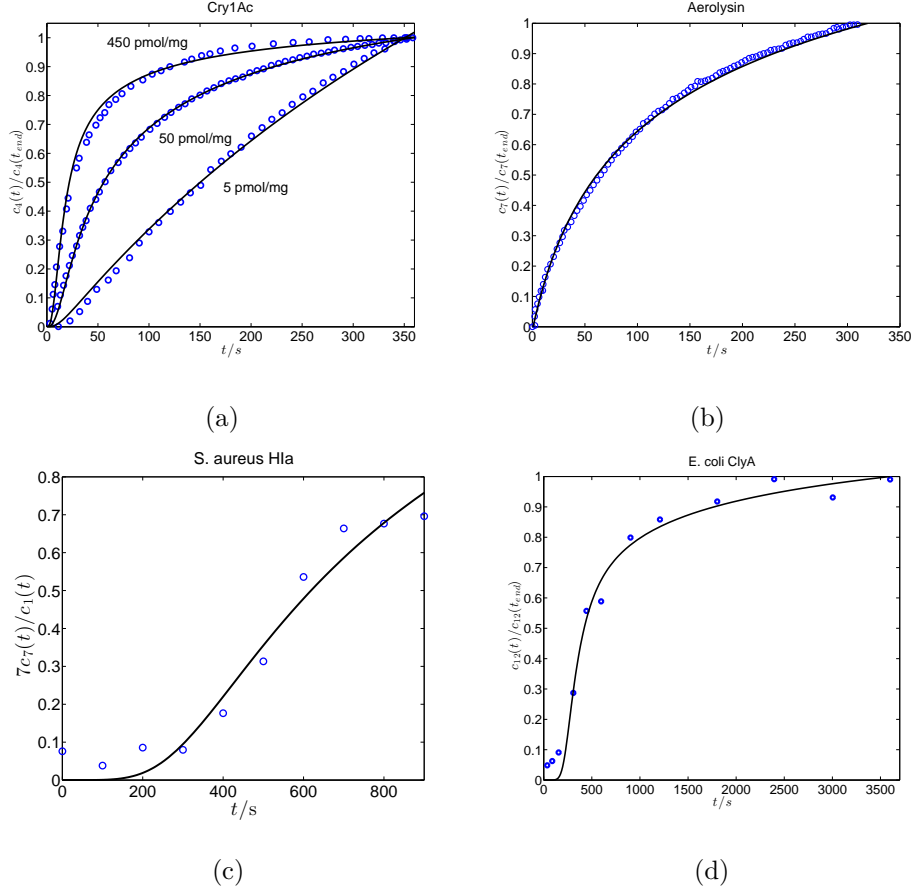 Cry1Ac
c₄(t)/c₄(t_end)
1
0.9
0.8
0.7
0.6
0.5
0.4
0.3
0.2
0.1
0
450 pmol/mg
50 pmol/mg
5 pmol/mg
0 50 100 150 200 250 300 350
t/s
(a)
Aerolysin
c₇(t)/c₇(t_end)
1
0.9
0.8
0.7
0.6
0.5
0.4
0.3
0.2
0.1
0
0 50 100 150 200 250 300 350
t/s
(b)
S. aureus Hla
7c₇(t)/c₁(t)
0.8
0.7
0.6
0.5
0.4
0.3
0.2
0.1
0
0 200 400 600 800
t/s
(c)
E. coli ClyA
c₁₂(t)/c₁₂(t_end)
1
0.9
0.8
0.7
0.6
0.5
0.4
0.3
0.2
0.1
0
0 500 1000 1500 2000 2500 3000 3500
t/s
(d)